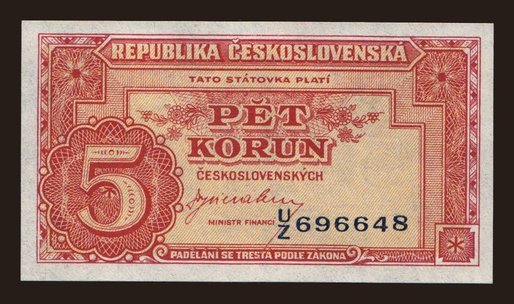 REPUBLIKA ČESKOSLOVENSKÁ
TATO STÁTOVKA PLATÍ
PĚT
KORUN
ČESKOSLOVENSKÝCH
5
MINISTR FINANCÍ
U/Z 696648
PADĚLÁNÍ SE TRESTÁ PODLE ZÁKONA